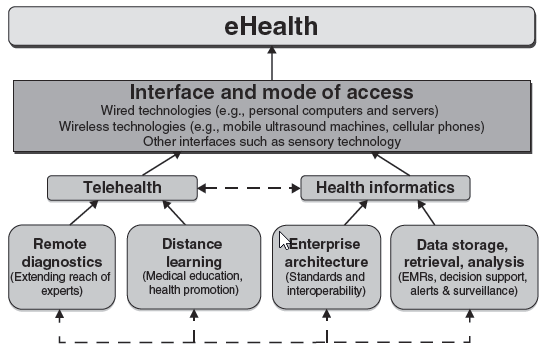 eHealth
Interface and mode of access
Wired technologies (e.g., personal computers and servers)
Wireless technologies (e.g., mobile ultrasound machines, cellular phones)
Other interfaces such as sensory technology
Telehealth
Health informatics
Remote
diagnostics
(Extending reach of
experts)
Distance
learning
(Medical education,
health promotion)
Enterprise
architecture
(Standards and
interoperability)
Data storage,
retrieval, analysis
(EMRs, decision support,
alerts & surveillance)